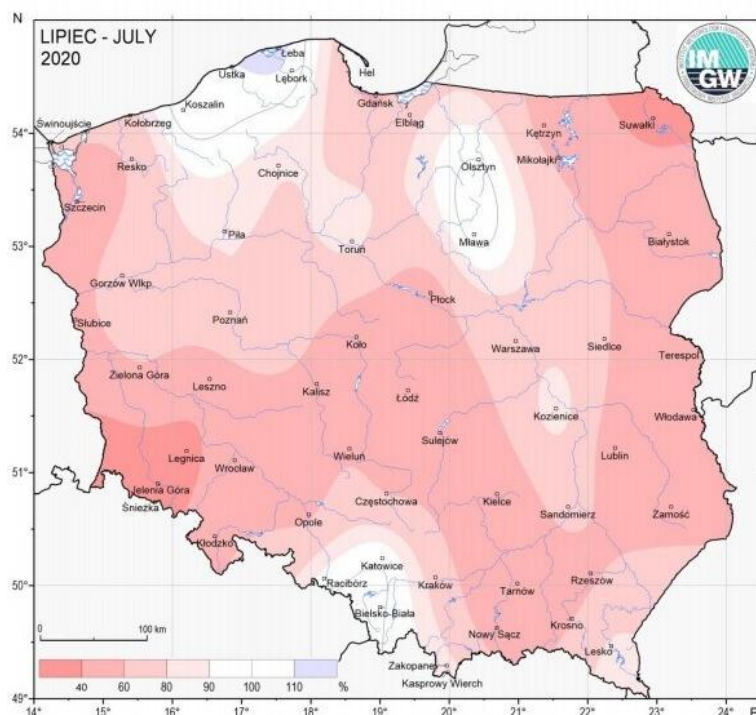 N
LIPIEC - JULY
2020
IM
GW
Łeba
Ustka
Hel
Lębork
Koszalin
Gdańsk
Elbląg
Świnoujście
Kołobrzeg
Suwałki
54°
Kętrzyn
Resko
Chojnice
Olsztyn
Mikołajki
Szczecin
Piła
Toruń
Mława
Białystok
53°
Gorzów Wlkp.
Płock
Słubice
Poznań
Koło
Warszawa
Siedlce
Terespol
52°
Zielona Góra
Leszno
Kalisz
Łódź
Kozienice
Włodawa
Sulejów
Legnica
Wrocław
Wieluń
Lublin
51°
Jelenia Góra
Śnieżka
Częstochowa
Kielce
Sandomierz
Zamość
Opole
Kłodzko
Katowice
50°
Racibórz
Kraków
Tarnów
Rzeszów
Bielsko-Biała
Nowy Sącz
Krosno
Lesko
0 100 km
Zakopane
Kasprowy Wierch
40 60 80 90 100 110 %
49°
14° 15° 16° 17° 18° 19° 20° 21° 22° 23° 24° E